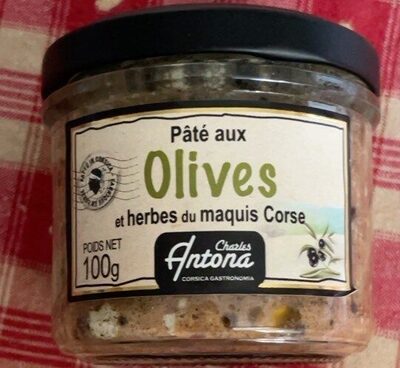 Pâté aux
Olives
et herbes du maquis Corse
POIDS NET
100g
Charles
Antona
CORSICA GASTRONOMIA